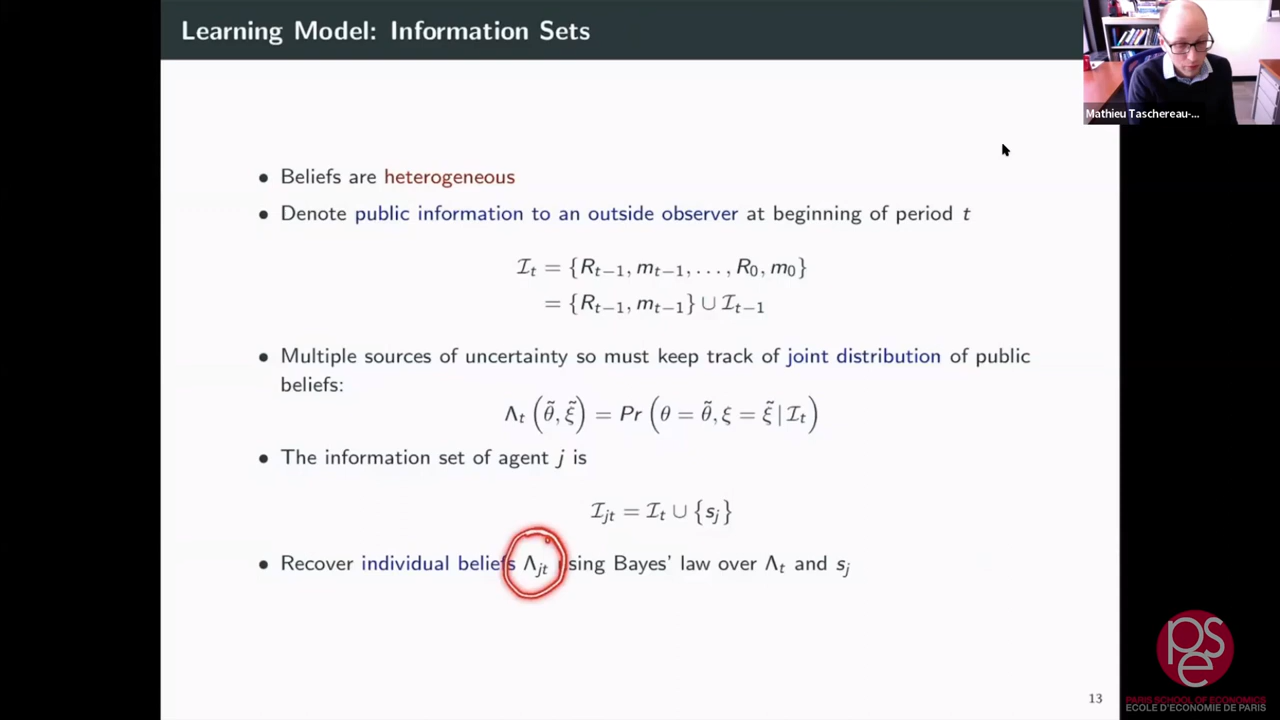 Learning Model: Information Sets
Mathieu Taschereau-...
• Beliefs are heterogeneous
• Denote public information to an outside observer at beginning of period t
ℐₜ = {Rₜ₋₁, mₜ₋₁, . . . , R₀, m₀}
= {Rₜ₋₁, mₜ₋₁} ∪ ℐₜ₋₁
• Multiple sources of uncertainty so must keep track of joint distribution of public
beliefs:
Λₜ (θ̃, ξ̃) = Pr (θ = θ̃, ξ = ξ̃ | ℐₜ)
• The information set of agent j is
ℐⱼₜ = ℐₜ ∪ {sⱼ}
• Recover individual beliefs Λⱼₜ using Bayes' law over Λₜ and sⱼ
13
pse
PARIS SCHOOL OF ECONOMICS
ECOLE D'ECONOMIE DE PARIS